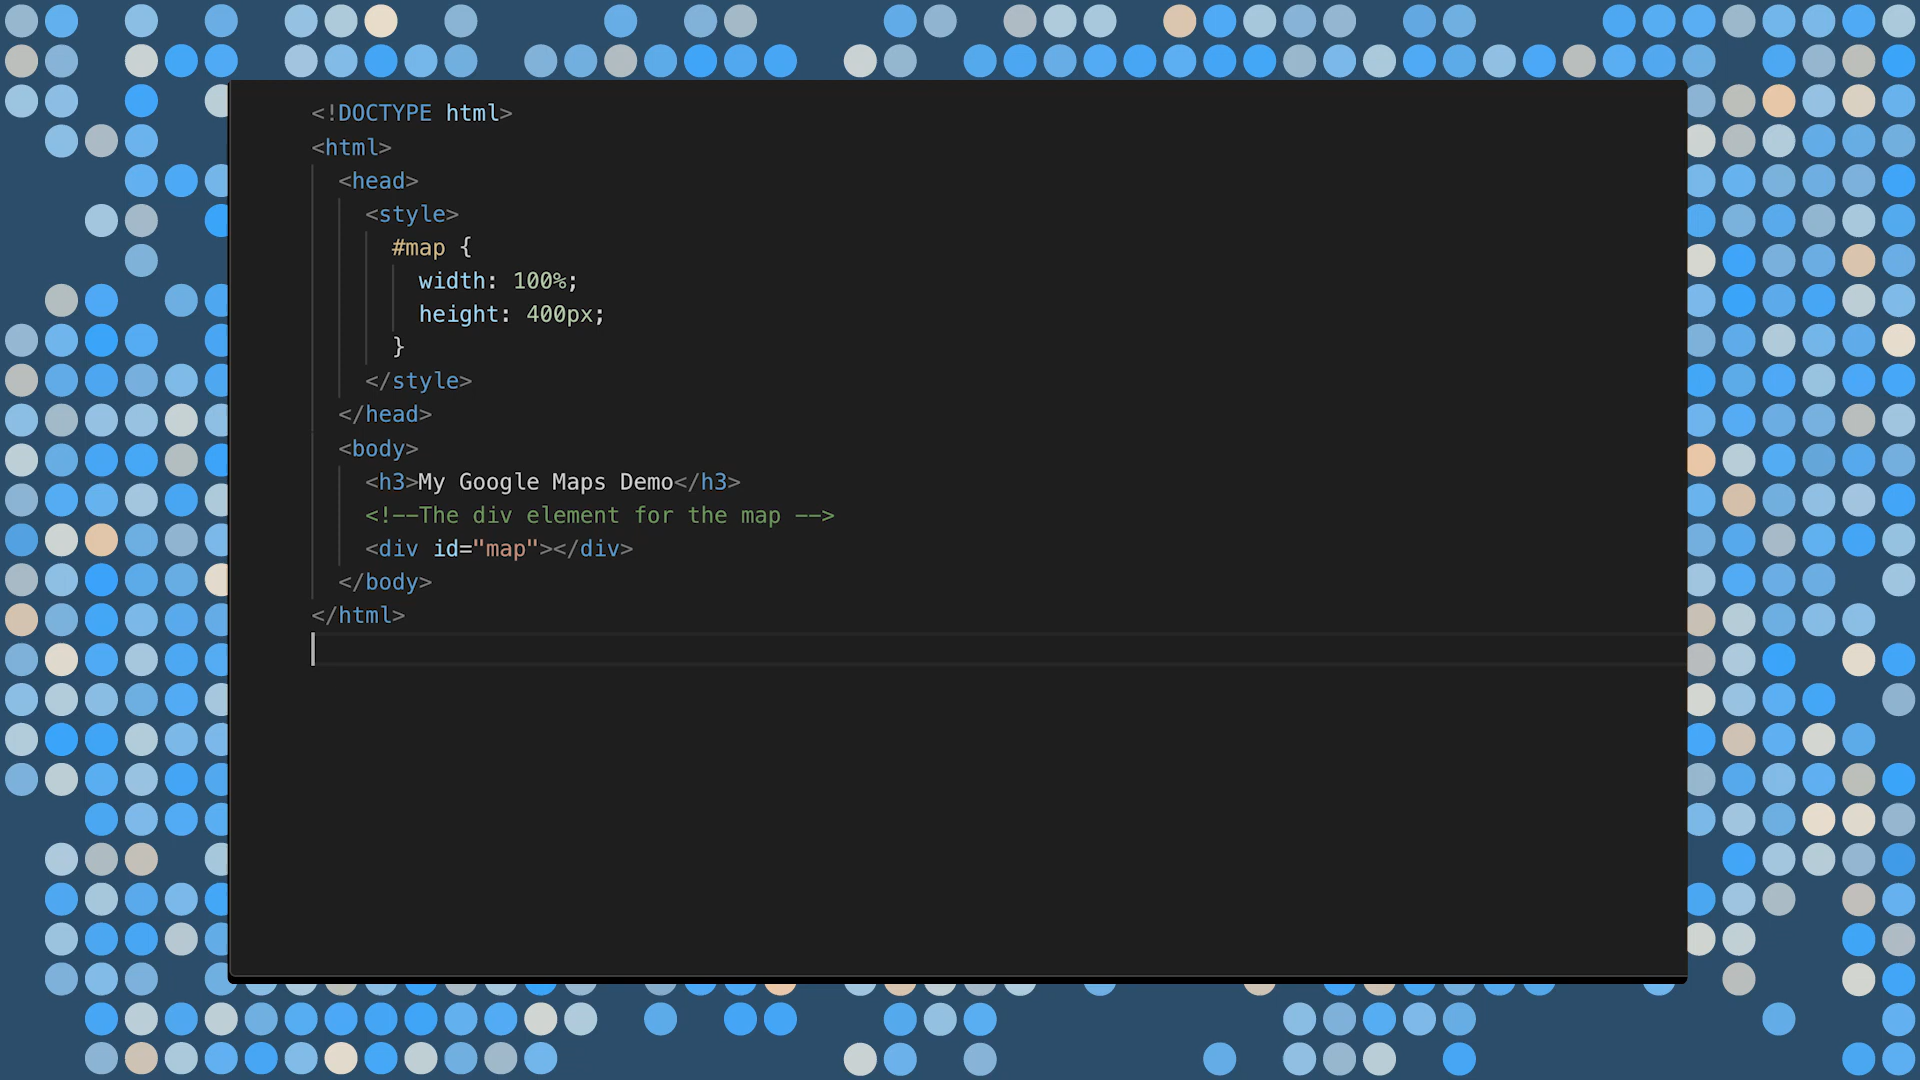 <!DOCTYPE html>
<html>
<head>
<style>
#map {
width: 100%;
height: 400px;
}
</style>
</head>
<body>
<h3>My Google Maps Demo</h3>
<!--The div element for the map -->
<div id="map"></div>
</body>
</html>